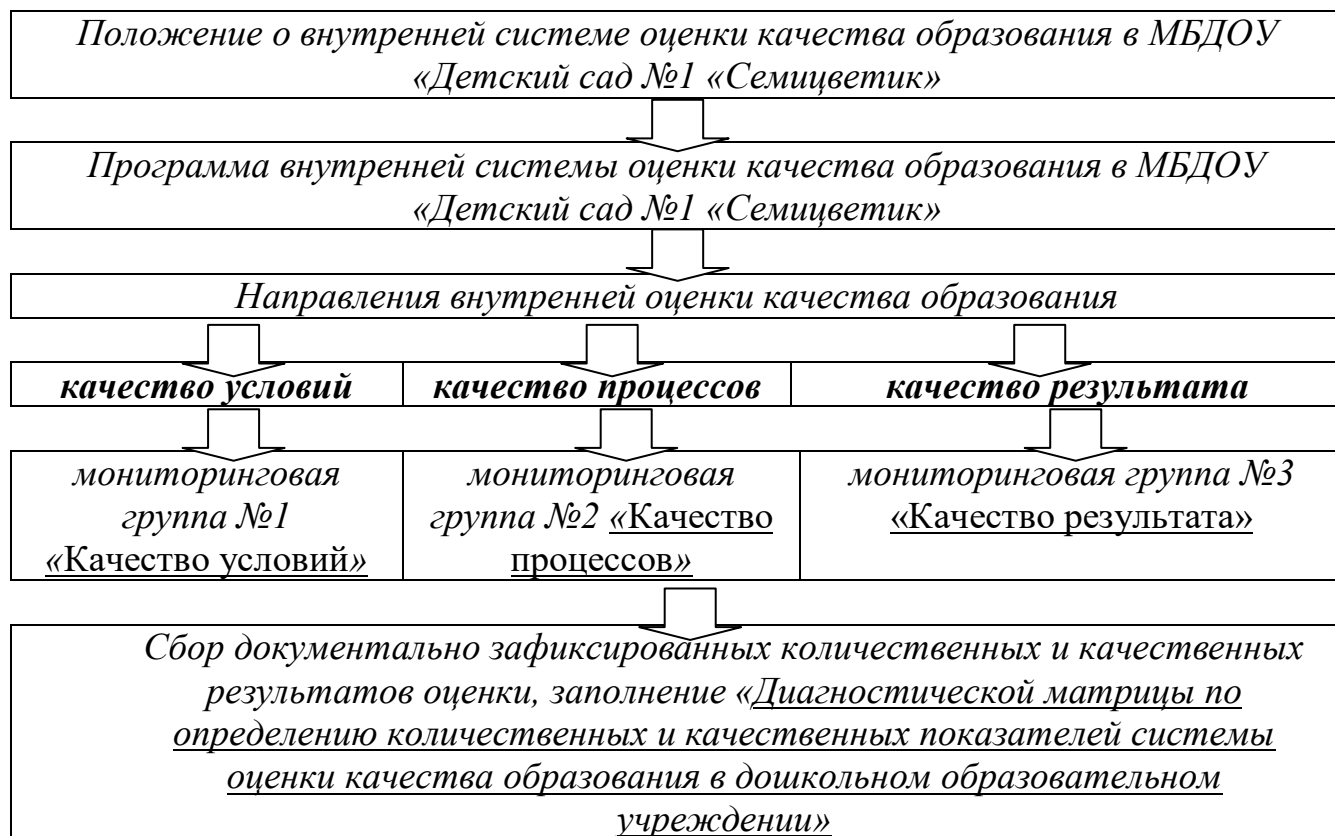 Положение о внутренней системе оценки качества образования в МБДОУ
«Детский сад №1 «Семицветик»
Программа внутренней системы оценки качества образования в МБДОУ
«Детский сад №1 «Семицветик»
Направления внутренней оценки качества образования
качество условий
качество процессов
качество результата
мониторинговая
группа №1
«Качество условий»
мониторинговая
группа №2 «Качество
процессов»
мониторинговая группа №3
«Качество результата»
Сбор документально зафиксированных количественных и качественных
результатов оценки, заполнение «Диагностической матрицы по
определению количественных и качественных показателей системы
оценки качества образования в дошкольном образовательном
учреждении»